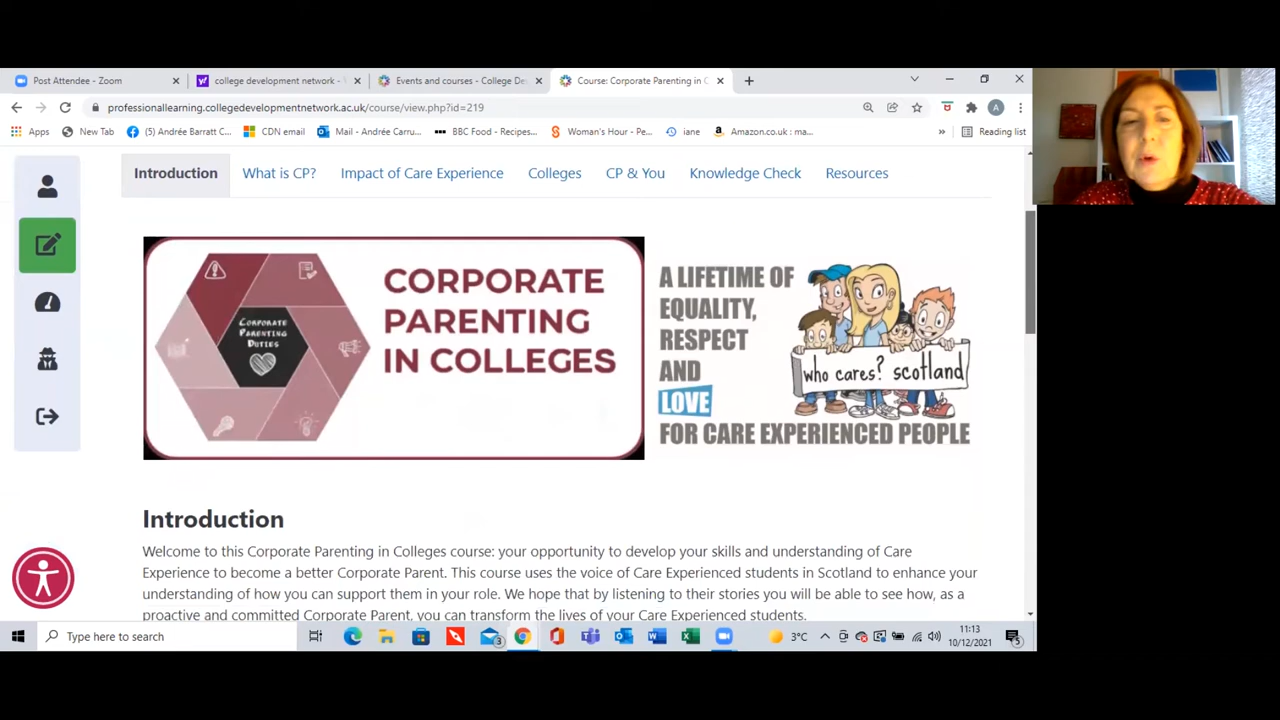 Post Attendee - Zoom
college development network -
Events and courses - College De
Course: Corporate Parenting in C
professionallearning.collegedevelopmentnetwork.ac.uk/course/view.php?id=219
A
Apps
New Tab
(5) Andrée Barratt C...
CDN email
Mail - Andrée Carru...
BBC Food - Recipes...
Woman's Hour - Pe...
iane
Amazon.co.uk : ma...
»
Reading list
Introduction
What is CP?
Impact of Care Experience
Colleges
CP & You
Knowledge Check
Resources
CORPORATE
PARENTING
DUTIES
CORPORATE
PARENTING
IN COLLEGES
A LIFETIME OF
EQUALITY,
RESPECT
AND
LOVE
FOR CARE EXPERIENCED PEOPLE
who cares? scotland
Introduction
Welcome to this Corporate Parenting in Colleges course: your opportunity to develop your skills and understanding of Care
Experience to become a better Corporate Parent. This course uses the voice of Care Experienced students in Scotland to enhance your
understanding of how you can support them in your role. We hope that by listening to their stories you will be able to see how, as a
proactive and committed Corporate Parent, you can transform the lives of your Care Experienced students.
Type here to search
3
3°C
11:13
10/12/2021
5